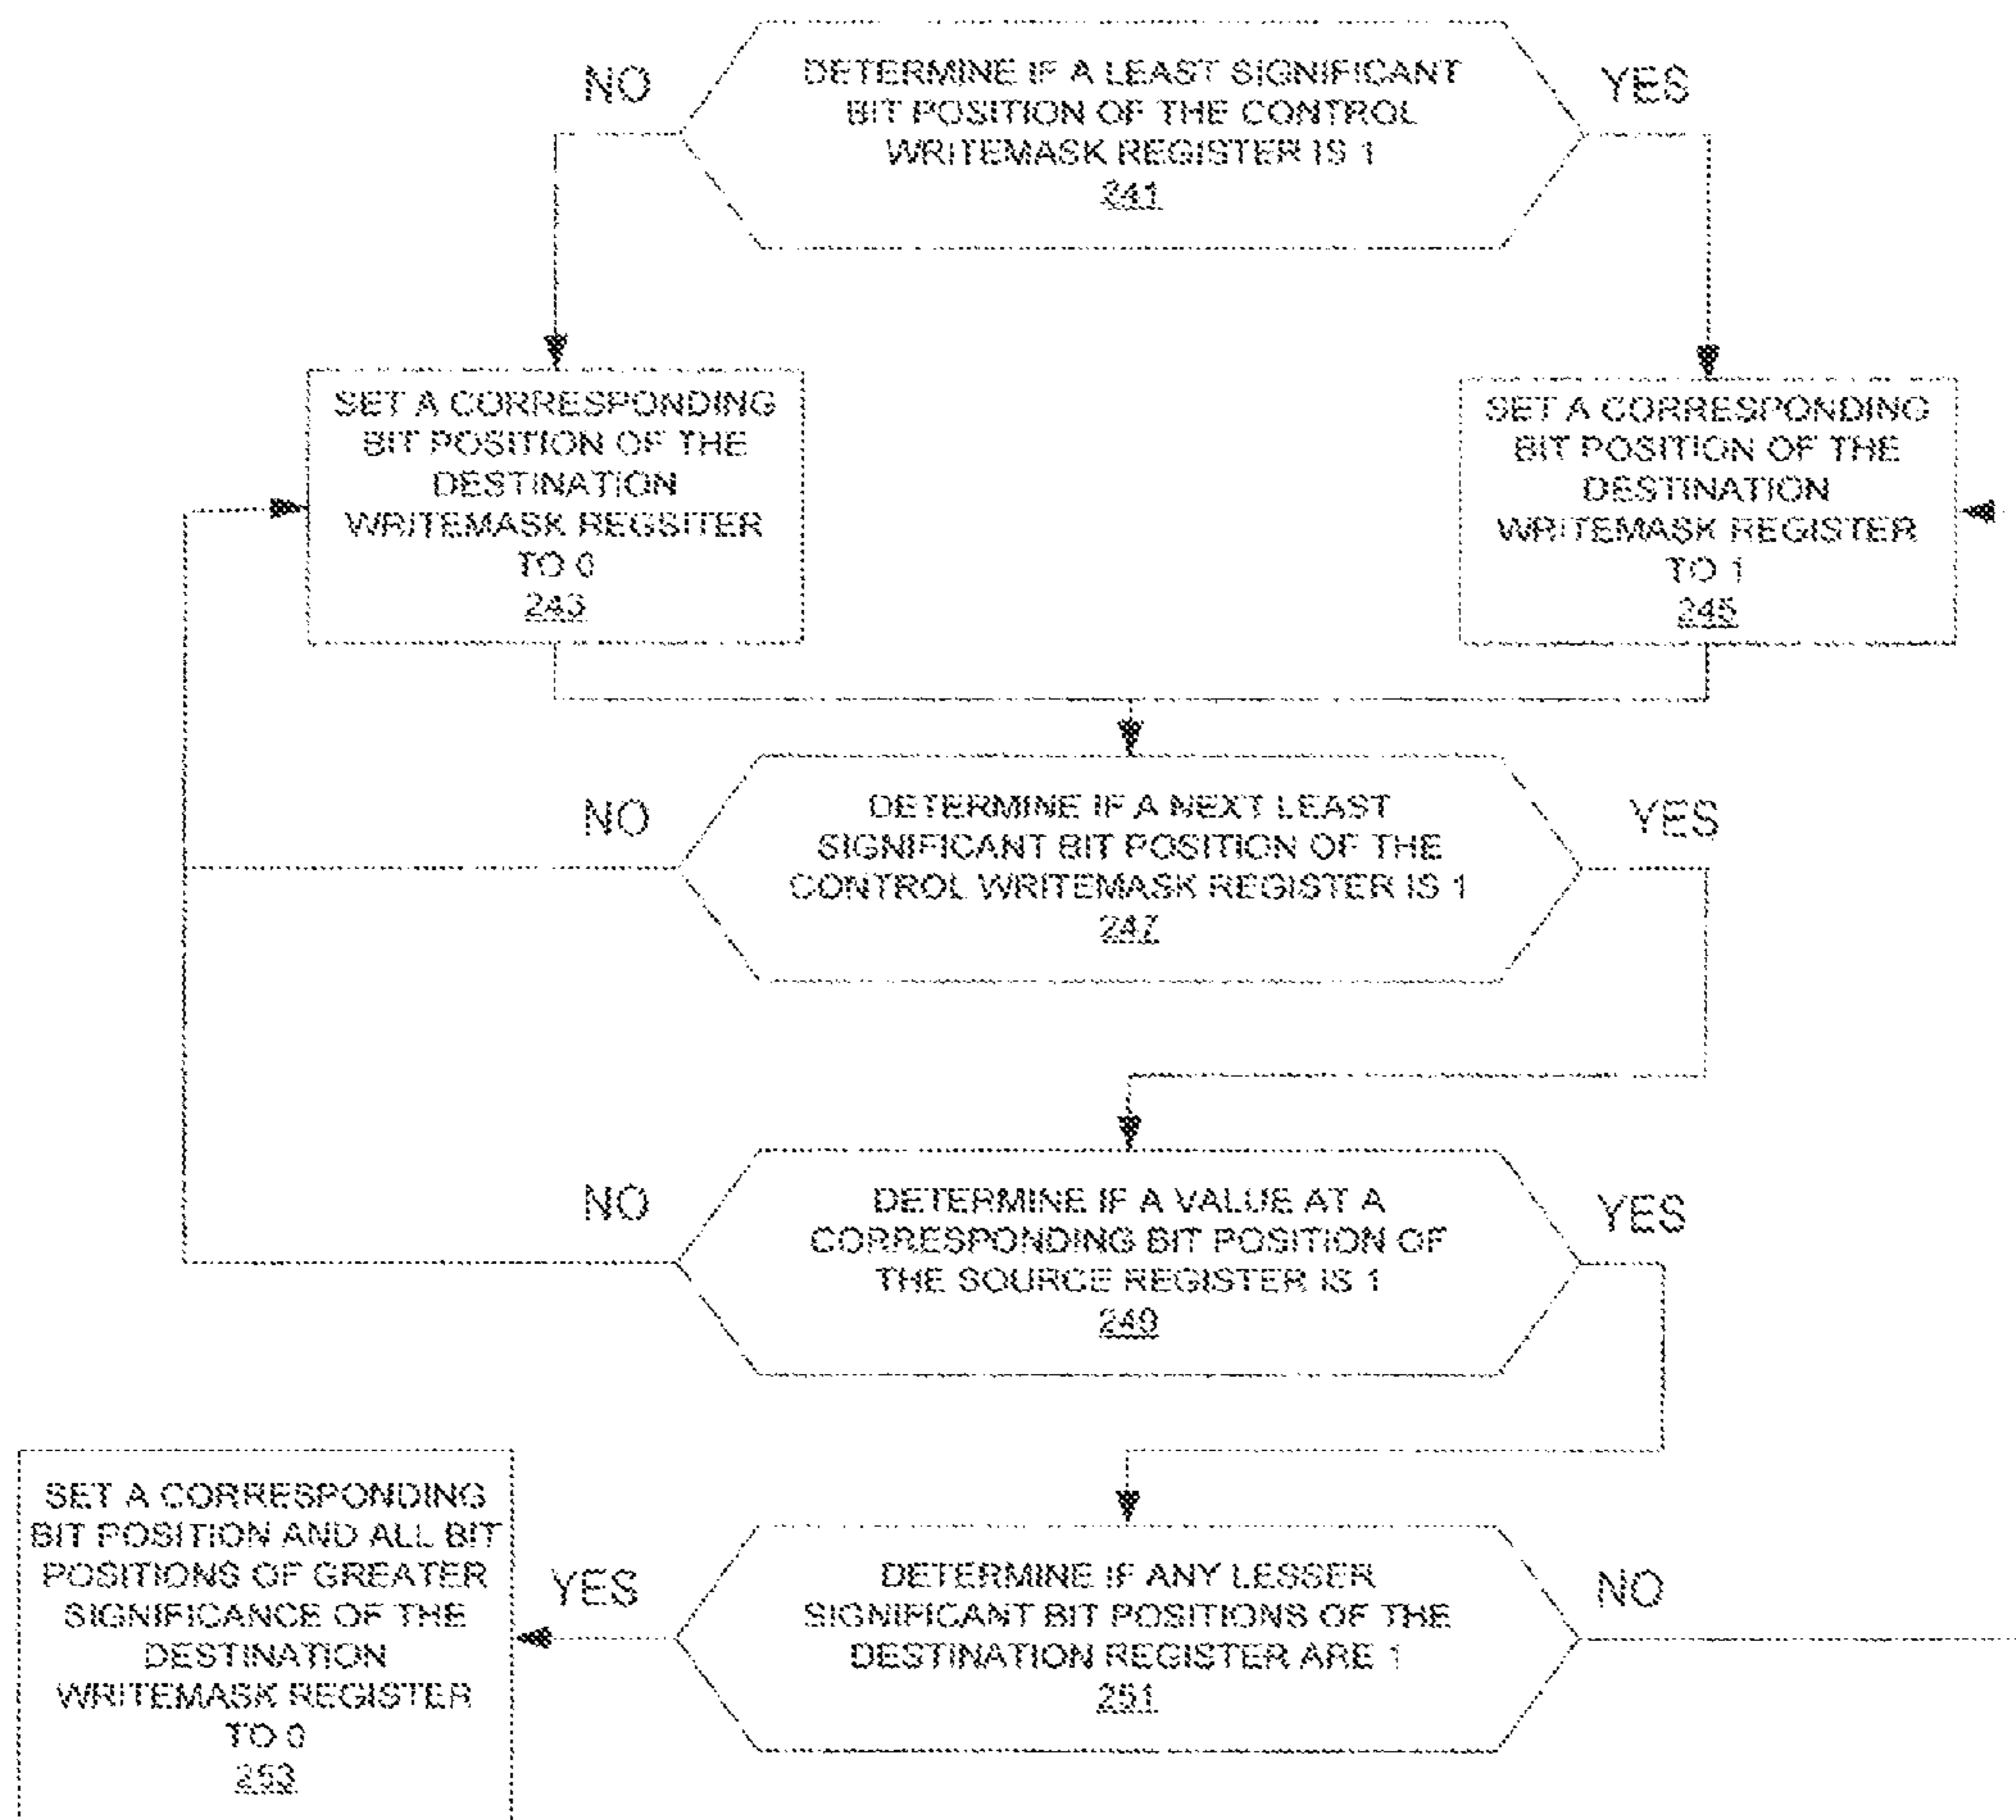 NO
DETERMINE IF A LEAST SIGNIFICANT
BIT POSITION OF THE CONTROL
WRITEMASK REGISTER IS 1
241
YES
SET A CORRESPONDING
BIT POSITION OF THE
DESTINATION
WRITEMASK REGSITER
TO 0
243
SET A CORRESPONDING
BIT POSITION OF THE
DESTINATION
WRITEMASK REGISTER
TO 1
245
NO
DETERMINE IF A NEXT LEAST
SIGNIFICANT BIT POSITION OF THE
CONTROL WRITEMASK REGISTER IS 1
247
YES
NO
DETERMINE IF A VALUE AT A
CORRESPONDING BIT POSITION OF
THE SOURCE REGISTER IS 1
249
YES
SET A CORRESPONDING
BIT POSITION AND ALL BIT
POSITIONS OF GREATER
SIGNIFICANCE OF THE
DESTINATION
WRITEMASK REGISTER
TO 0
253
YES
DETERMINE IF ANY LESSER
SIGNIFICANT BIT POSITIONS OF THE
DESTINATION REGISTER ARE 1
251
NO